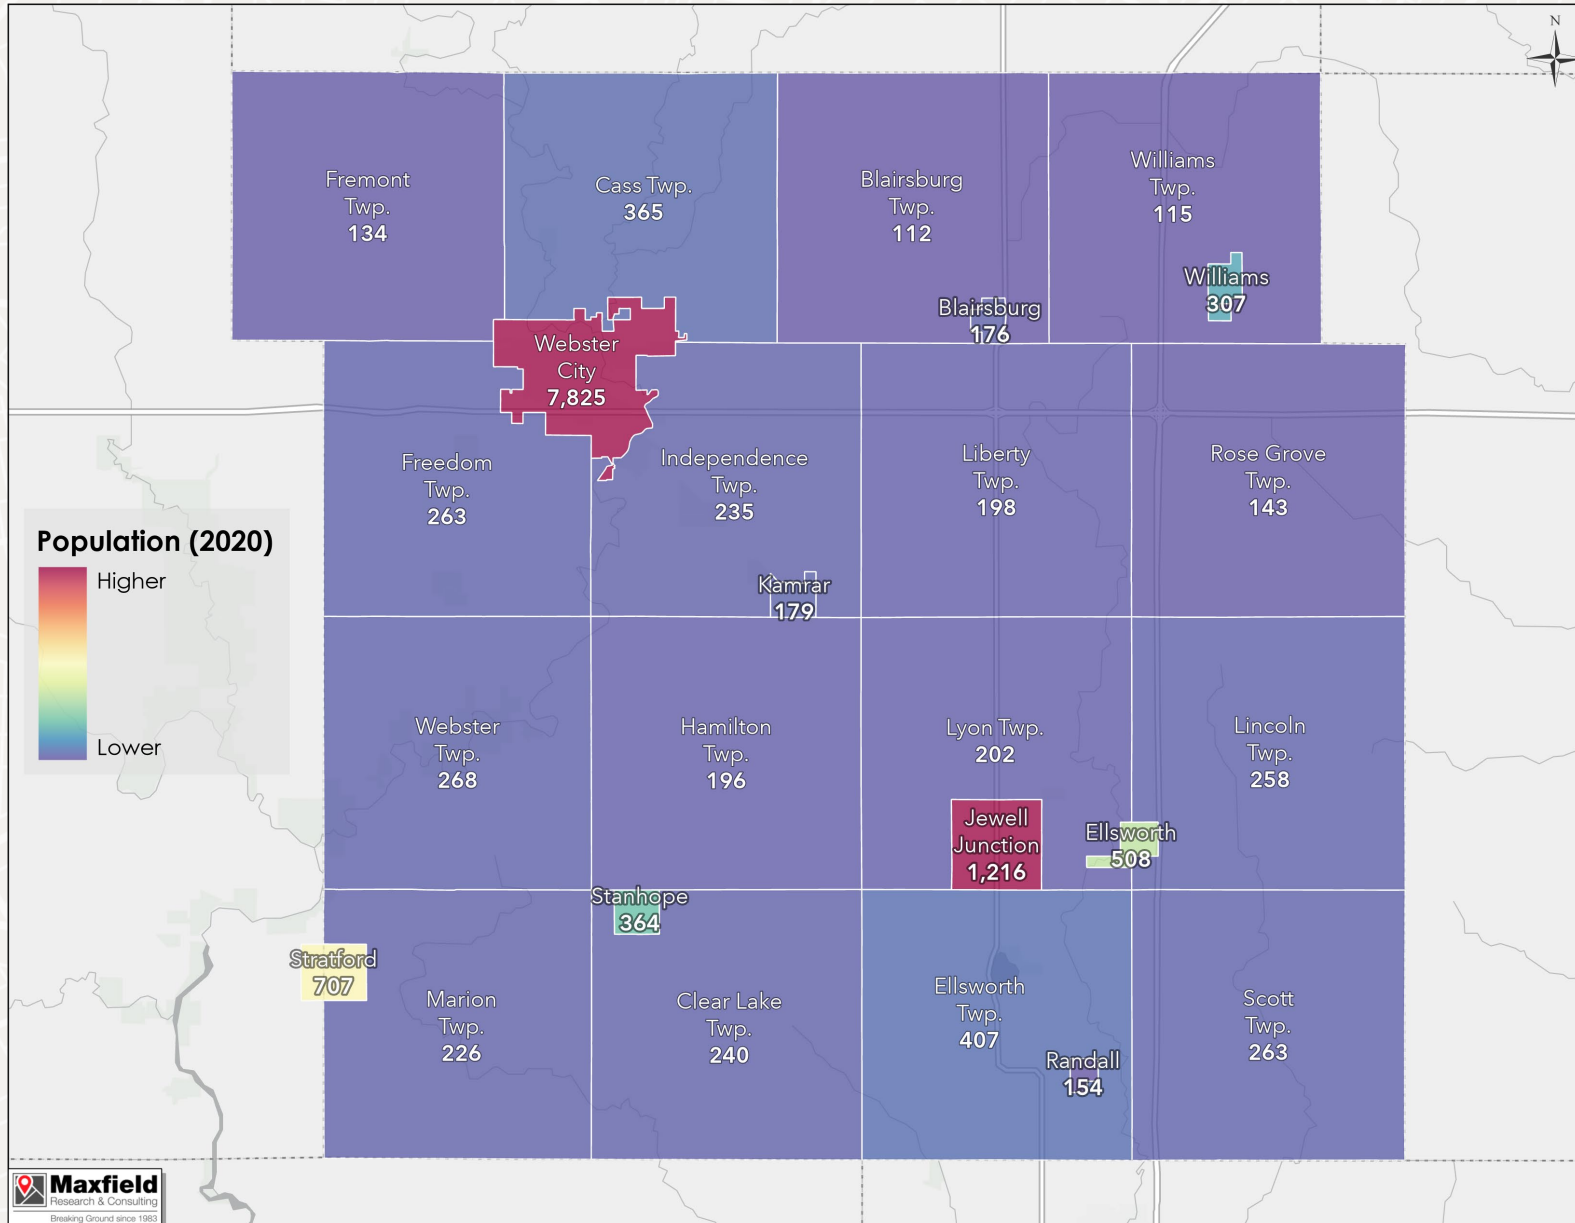 N
Fremont
Twp.
134
Cass Twp.
365
Blairsburg
Twp.
112
Williams
Twp.
115
Williams
307
Blairsburg
176
Webster
City
7,825
Freedom
Twp.
263
Independence
Twp.
235
Liberty
Twp.
198
Rose Grove
Twp.
143
Kamrar
179
Population (2020)
Higher
Lower
Webster
Twp.
268
Hamilton
Twp.
196
Lyon Twp.
202
Lincoln
Twp.
258
Jewell
Junction
1,216
Ellsworth
508
Stanhope
364
Stratford
707
Marion
Twp.
226
Clear Lake
Twp.
240
Ellsworth
Twp.
407
Randall
154
Scott
Twp.
263
Maxfield
Research & Consulting
Breaking Ground since 1983